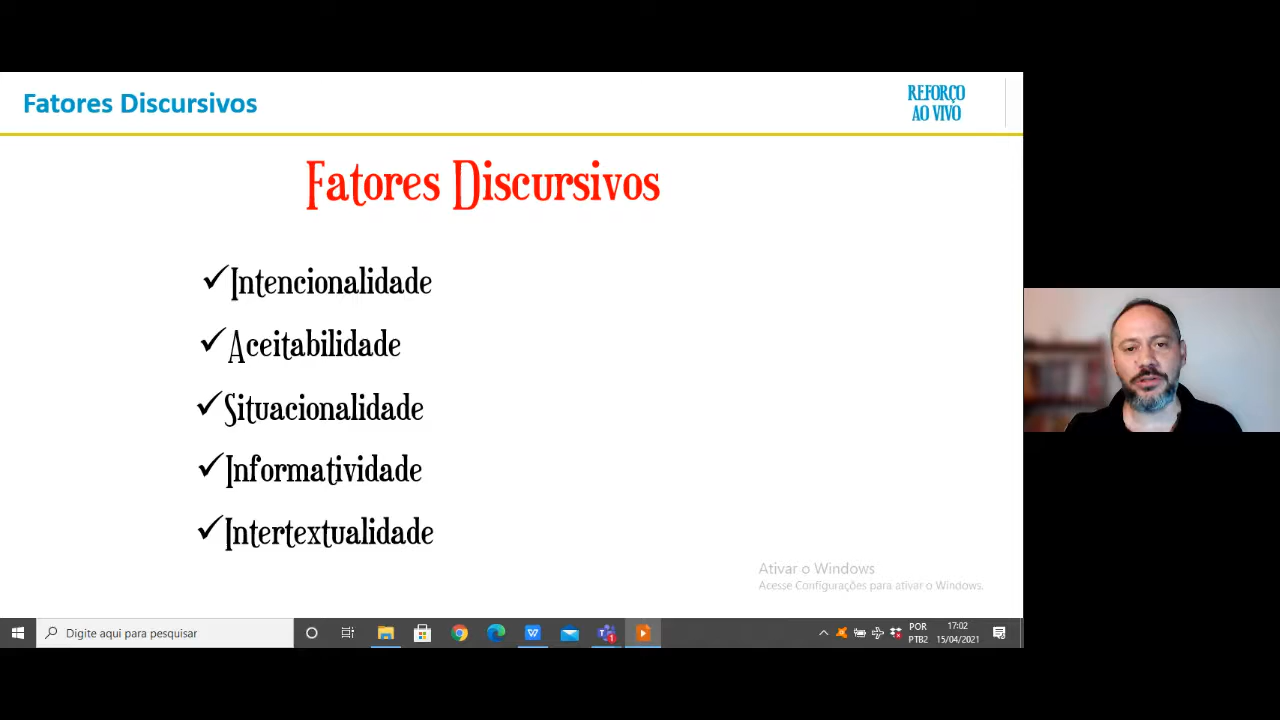 Fatores Discursivos
REFORÇO
AO VIVO
Fatores Discursivos
✓Intencionalidade
✓Aceitabilidade
✓Situacionalidade
✓Informatividade
✓Intertextualidade
Ativar o Windows
Acesse Configurações para ativar o Windows.
Digite aqui para pesquisar
1
POR
PTB2
17:02
15/04/2021